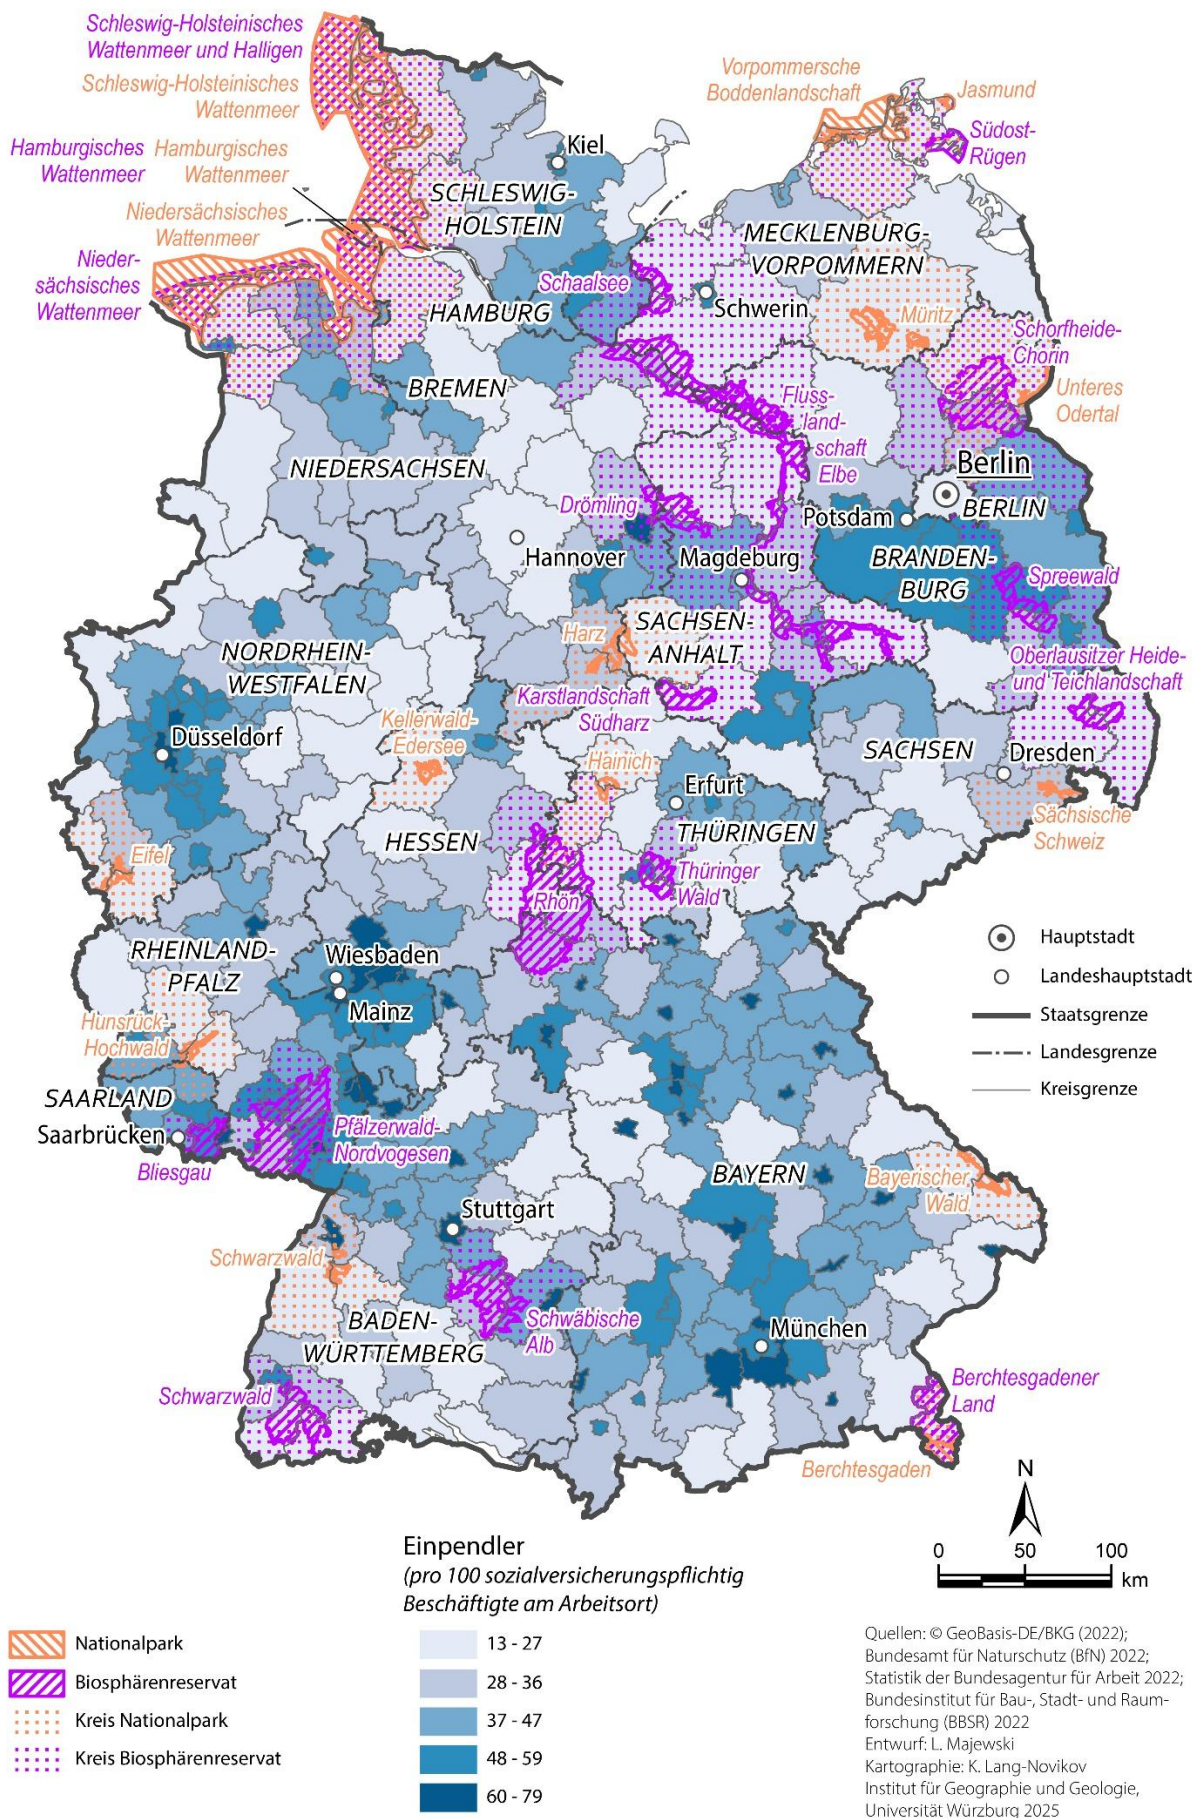 Schleswig-Holsteinisches
Wattenmeer und Halligen
Schleswig-Holsteinisches
Wattenmeer
Hamburgisches
Wattenmeer
Hamburgisches
Wattenmeer
Niedersächsisches
Wattenmeer
Nieder-
sächsisches
Wattenmeer
Vorpommersche
Boddenlandschaft
Jasmund
Südost-
Rügen
Kiel
SCHLESWIG-
HOLSTEIN
MECKLENBURG-
VORPOMMERN
Schaalsee
Schwerin
HAMBURG
Müritz
Schorfheide-
Chorin
BREMEN
Unteres
Odertal
Fluss-
land-
schaft
Elbe
NIEDERSACHSEN
Berlin
BERLIN
Drömling
Potsdam
Hannover
Magdeburg
BRANDEN-
BURG
Spreewald
Harz
SACHSEN-
ANHALT
NORDRHEIN-
WESTFALEN
Oberlausitzer Heide-
und Teichlandschaft
Karstlandschaft
Südharz
Kellerwald-
Edersee
Düsseldorf
Hainich
SACHSEN
Dresden
Erfurt
Sächsische
Schweiz
HESSEN
THÜRINGEN
Eifel
Thüringer
Wald
Rhön
RHEINLAND-
PFALZ
Wiesbaden
Mainz
Hunsrück-
Hochwald
SAARLAND
Saarbrücken
Bliesgau
Pfälzerwald-
Nordvogesen
BAYERN
Bayerischer
Wald
Stuttgart
Schwarzwald
BADEN-
WÜRTTEMBERG
Schwäbische
Alb
München
Schwarzwald
Berchtesgadener
Land
Berchtesgaden
Hauptstadt
Landeshauptstadt
Staatsgrenze
Landesgrenze
Kreisgrenze
N
0 50 100
km
Einpendler
(pro 100 sozialversicherungspflichtig
Beschäftigte am Arbeitsort)
13 - 27
28 - 36
37 - 47
48 - 59
60 - 79
Nationalpark
Biosphärenreservat
Kreis Nationalpark
Kreis Biosphärenreservat
Quellen: © GeoBasis-DE/BKG (2022);
Bundesamt für Naturschutz (BfN) 2022;
Statistik der Bundesagentur für Arbeit 2022;
Bundesinstitut für Bau-, Stadt- und Raum-
forschung (BBSR) 2022
Entwurf: L. Majewski
Kartographie: K. Lang-Novikov
Institut für Geographie und Geologie,
Universität Würzburg 2025